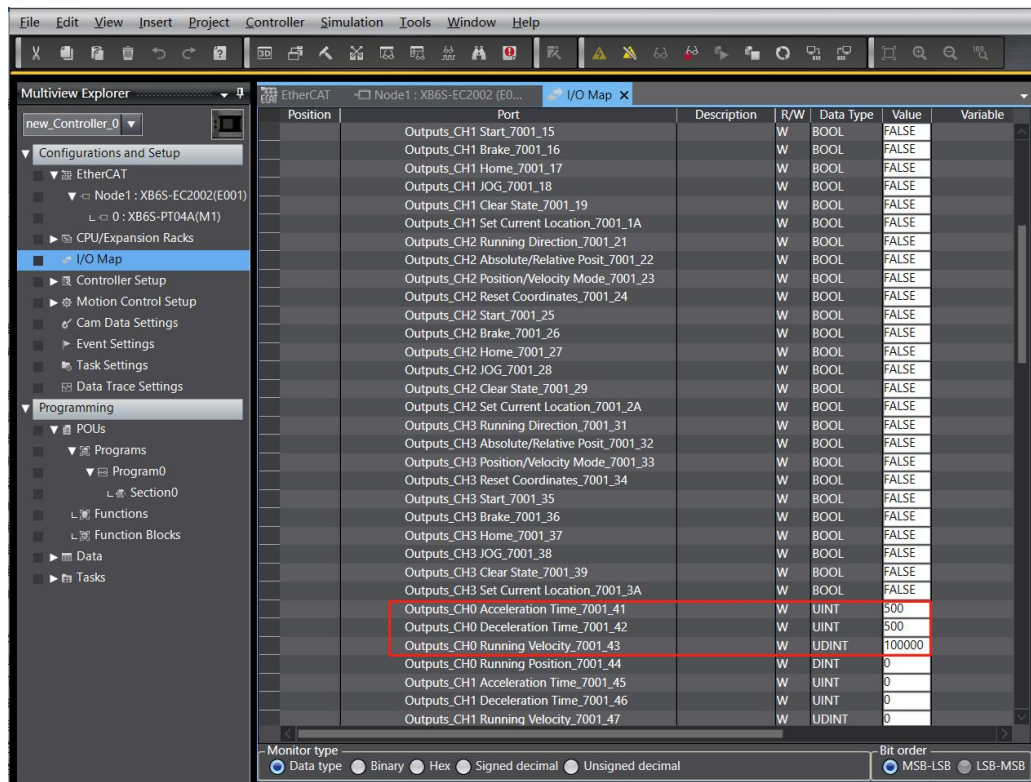 File Edit View Insert Project Controller Simulation Tools Window Help
Multiview Explorer
EtherCAT Node1 : XB6S-EC2002 (E0... I/O Map
new_Controller_0
Position Port Description R/W Data Type Value Variable
Configurations and Setup
EtherCAT
Node1 : XB6S-EC2002(E001)
0 : XB6S-PT04A(M1)
CPU/Expansion Racks
I/O Map
Controller Setup
Motion Control Setup
Cam Data Settings
Event Settings
Task Settings
Data Trace Settings
Programming
POUs
Programs
Program0
Section0
Functions
Function Blocks
Data
Tasks
Outputs_CH1 Start_7001_15 W BOOL FALSE
Outputs_CH1 Brake_7001_16 W BOOL FALSE
Outputs_CH1 Home_7001_17 W BOOL FALSE
Outputs_CH1 JOG_7001_18 W BOOL FALSE
Outputs_CH1 Clear State_7001_19 W BOOL FALSE
Outputs_CH1 Set Current Location_7001_1A W BOOL FALSE
Outputs_CH2 Running Direction_7001_21 W BOOL FALSE
Outputs_CH2 Absolute/Relative Posit_7001_22 W BOOL FALSE
Outputs_CH2 Position/Velocity Mode_7001_23 W BOOL FALSE
Outputs_CH2 Reset Coordinates_7001_24 W BOOL FALSE
Outputs_CH2 Start_7001_25 W BOOL FALSE
Outputs_CH2 Brake_7001_26 W BOOL FALSE
Outputs_CH2 Home_7001_27 W BOOL FALSE
Outputs_CH2 JOG_7001_28 W BOOL FALSE
Outputs_CH2 Clear State_7001_29 W BOOL FALSE
Outputs_CH2 Set Current Location_7001_2A W BOOL FALSE
Outputs_CH3 Running Direction_7001_31 W BOOL FALSE
Outputs_CH3 Absolute/Relative Posit_7001_32 W BOOL FALSE
Outputs_CH3 Position/Velocity Mode_7001_33 W BOOL FALSE
Outputs_CH3 Reset Coordinates_7001_34 W BOOL FALSE
Outputs_CH3 Start_7001_35 W BOOL FALSE
Outputs_CH3 Brake_7001_36 W BOOL FALSE
Outputs_CH3 Home_7001_37 W BOOL FALSE
Outputs_CH3 JOG_7001_38 W BOOL FALSE
Outputs_CH3 Clear State_7001_39 W BOOL FALSE
Outputs_CH3 Set Current Location_7001_3A W BOOL FALSE
Outputs_CH0 Acceleration Time_7001_41 W UINT 500
Outputs_CH0 Deceleration Time_7001_42 W UINT 500
Outputs_CH0 Running Velocity_7001_43 W UDINT 100000
Outputs_CH0 Running Position_7001_44 W DINT 0
Outputs_CH1 Acceleration Time_7001_45 W UINT 0
Outputs_CH1 Deceleration Time_7001_46 W UINT 0
Outputs_CH1 Running Velocity_7001_47 W UDINT 0
Monitor type Bit order
Data type Binary Hex Signed decimal Unsigned decimal MSB-LSB LSB-MSB